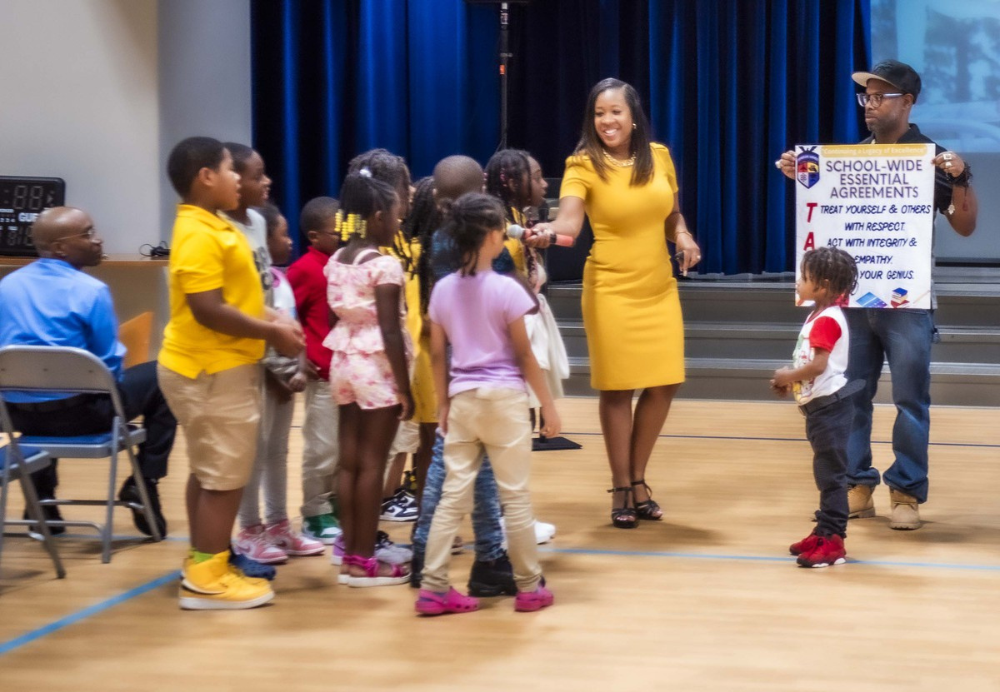 "Continuing a Legacy of Excellence"
SCHOOL-WIDE
ESSENTIAL
AGREEMENTS
TREAT YOURSELF & OTHERS
WITH RESPECT.
ACT WITH INTEGRITY &
EMPATHY.
YOUR GENIUS.
T
A
GUE